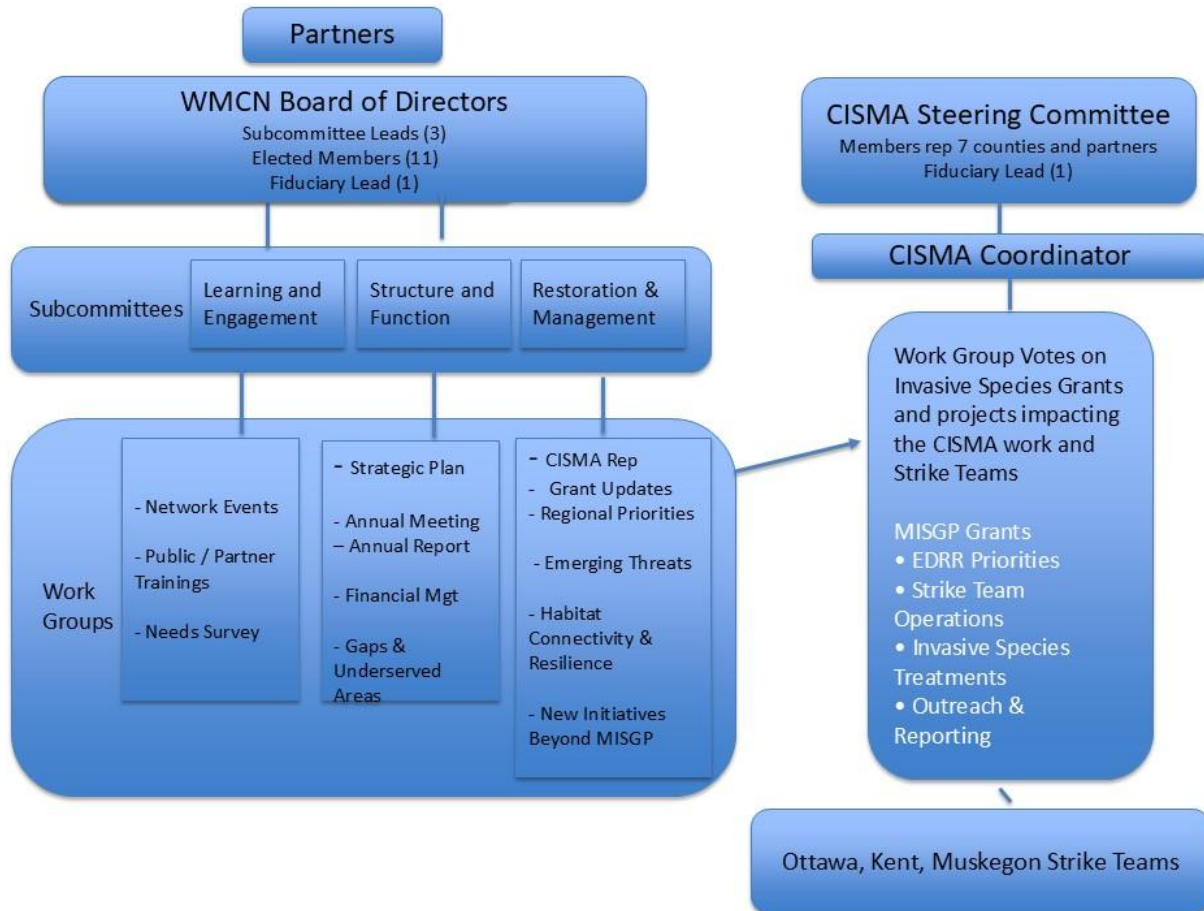 Partners
WMCN Board of Directors
Subcommittee Leads (3)
Elected Members (11)
Fiduciary Lead (1)
Subcommittees
Learning and
Engagement
Structure and
Function
Restoration &
Management
Work
Groups
- Network Events
- Public / Partner
Trainings
- Needs Survey
- Strategic Plan
- Annual Meeting
– Annual Report
- Financial Mgt
- Gaps &
Underserved
Areas
- CISMA Rep
- Grant Updates
- Regional Priorities
- Emerging Threats
- Habitat
Connectivity &
Resilience
- New Initiatives
Beyond MISGP
CISMA Steering Committee
Members rep 7 counties and partners
Fiduciary Lead (1)
CISMA Coordinator
Work Group Votes on
Invasive Species Grants
and projects impacting
the CISMA work and
Strike Teams
MISGP Grants
• EDRR Priorities
• Strike Team
Operations
• Invasive Species
Treatments
• Outreach &
Reporting
Ottawa, Kent, Muskegon Strike Teams